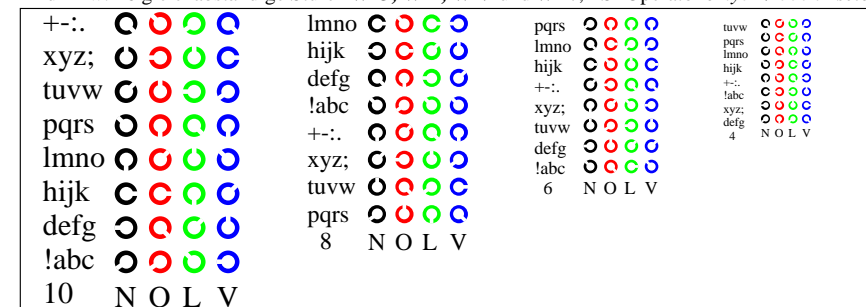 +-:.
xyz;
tuvw
pqrs
lmno
hijk
defg
!abc
10 N O L V
lmno
hijk
defg
!abc
+-:.
xyz;
tuvw
pqrs
8 N O L V
pqrs
lmno
hijk
+-:.
xyz;
tuvw
defg
!abc
6 N O L V
tuvw
pqrs
lmno
hijk
+-:.
!abc
xyz;
defg
4 N O L V